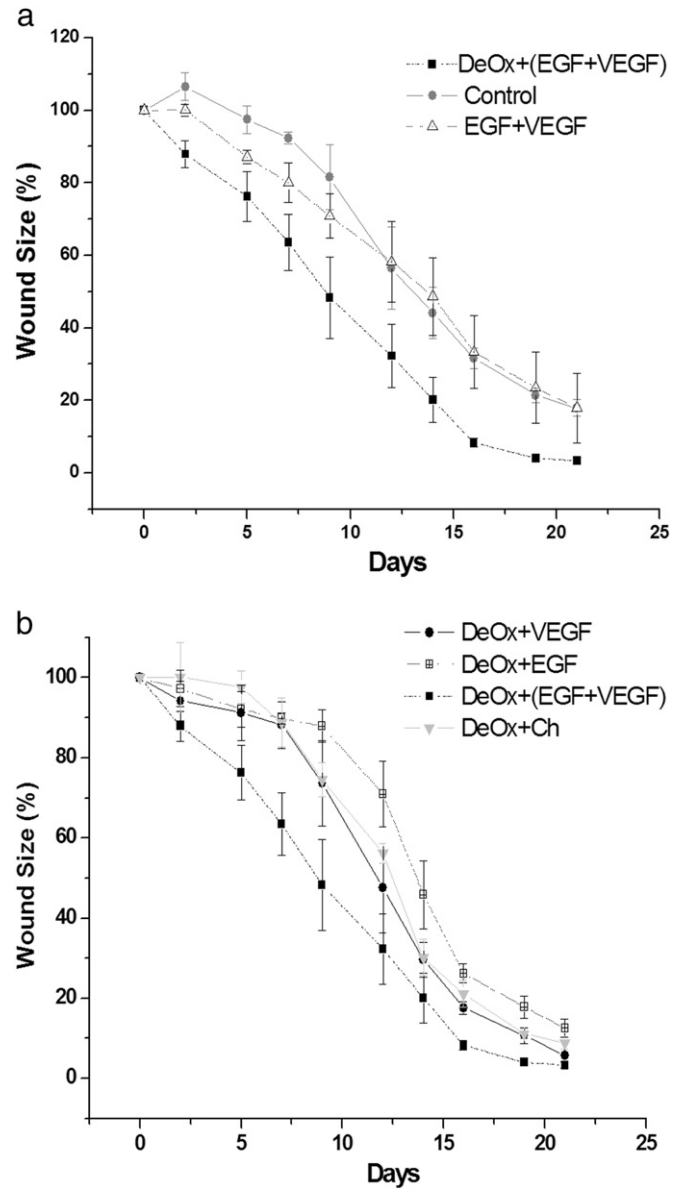 a
120
100
80
60
40
20
0
Wound Size (%)
DeOx+(EGF+VEGF)
Control
EGF+VEGF
0 5 10 15 20 25
Days
b
100
80
60
40
20
0
Wound Size (%)
DeOx+VEGF
DeOx+EGF
DeOx+(EGF+VEGF)
DeOx+Ch
0 5 10 15 20 25
Days